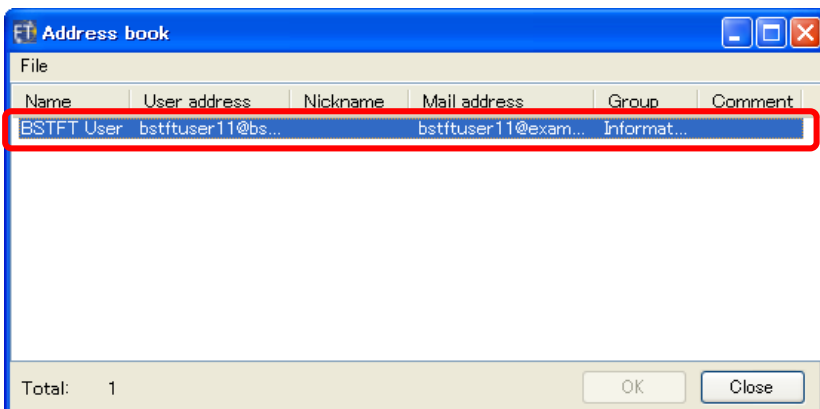 Address book
File
Name User address Nickname Mail address Group Comment
BSTFT User bstftuser11@bs... bstftuser11@exam... Informat...
Total: 1 OK Close